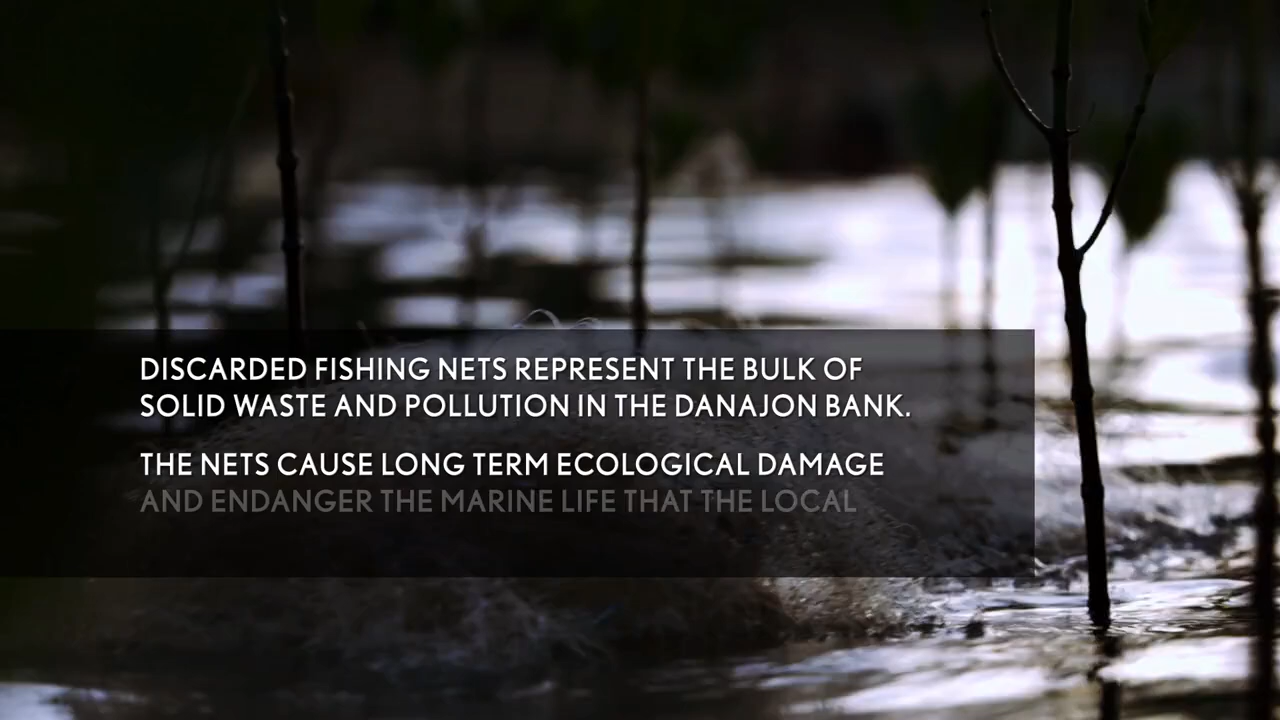 DISCARDED FISHING NETS REPRESENT THE BULK OF
SOLID WASTE AND POLLUTION IN THE DANAJON BANK.
THE NETS CAUSE LONG TERM ECOLOGICAL DAMAGE
AND ENDANGER THE MARINE LIFE THAT THE LOCAL